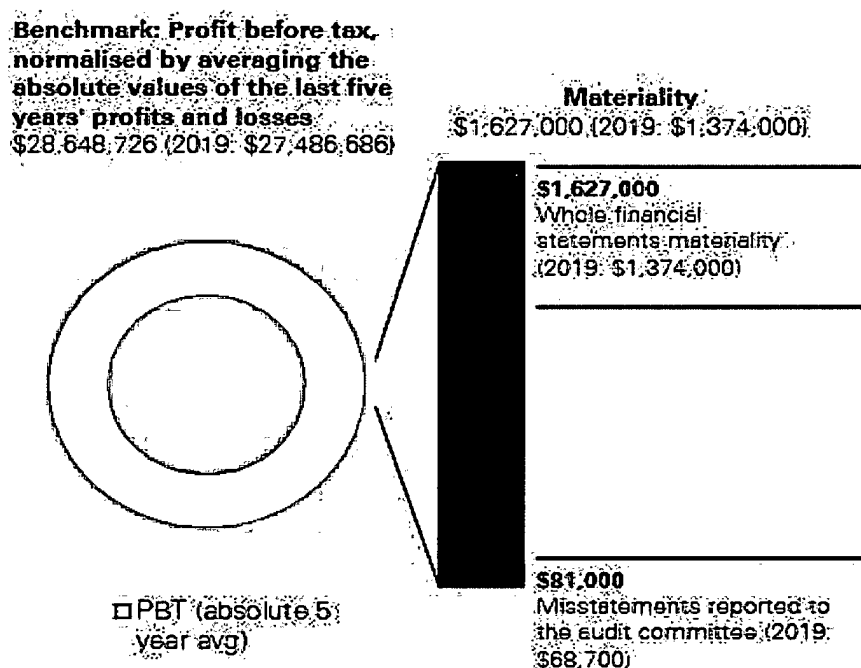 Benchmark: Profit before tax,
normalised by averaging the
absolute values of the last five
years' profits and losses
$28,648,726 (2019: $27,486,686)
Materiality
$1,627,000 (2019: $1,374,000)
$1,627,000
Whole financial
statements materiality
(2019: $1,374,000)
PBT (absolute 5
year avg)
$81,000
Misstatements reported to
the audit committee (2019:
$68,700)